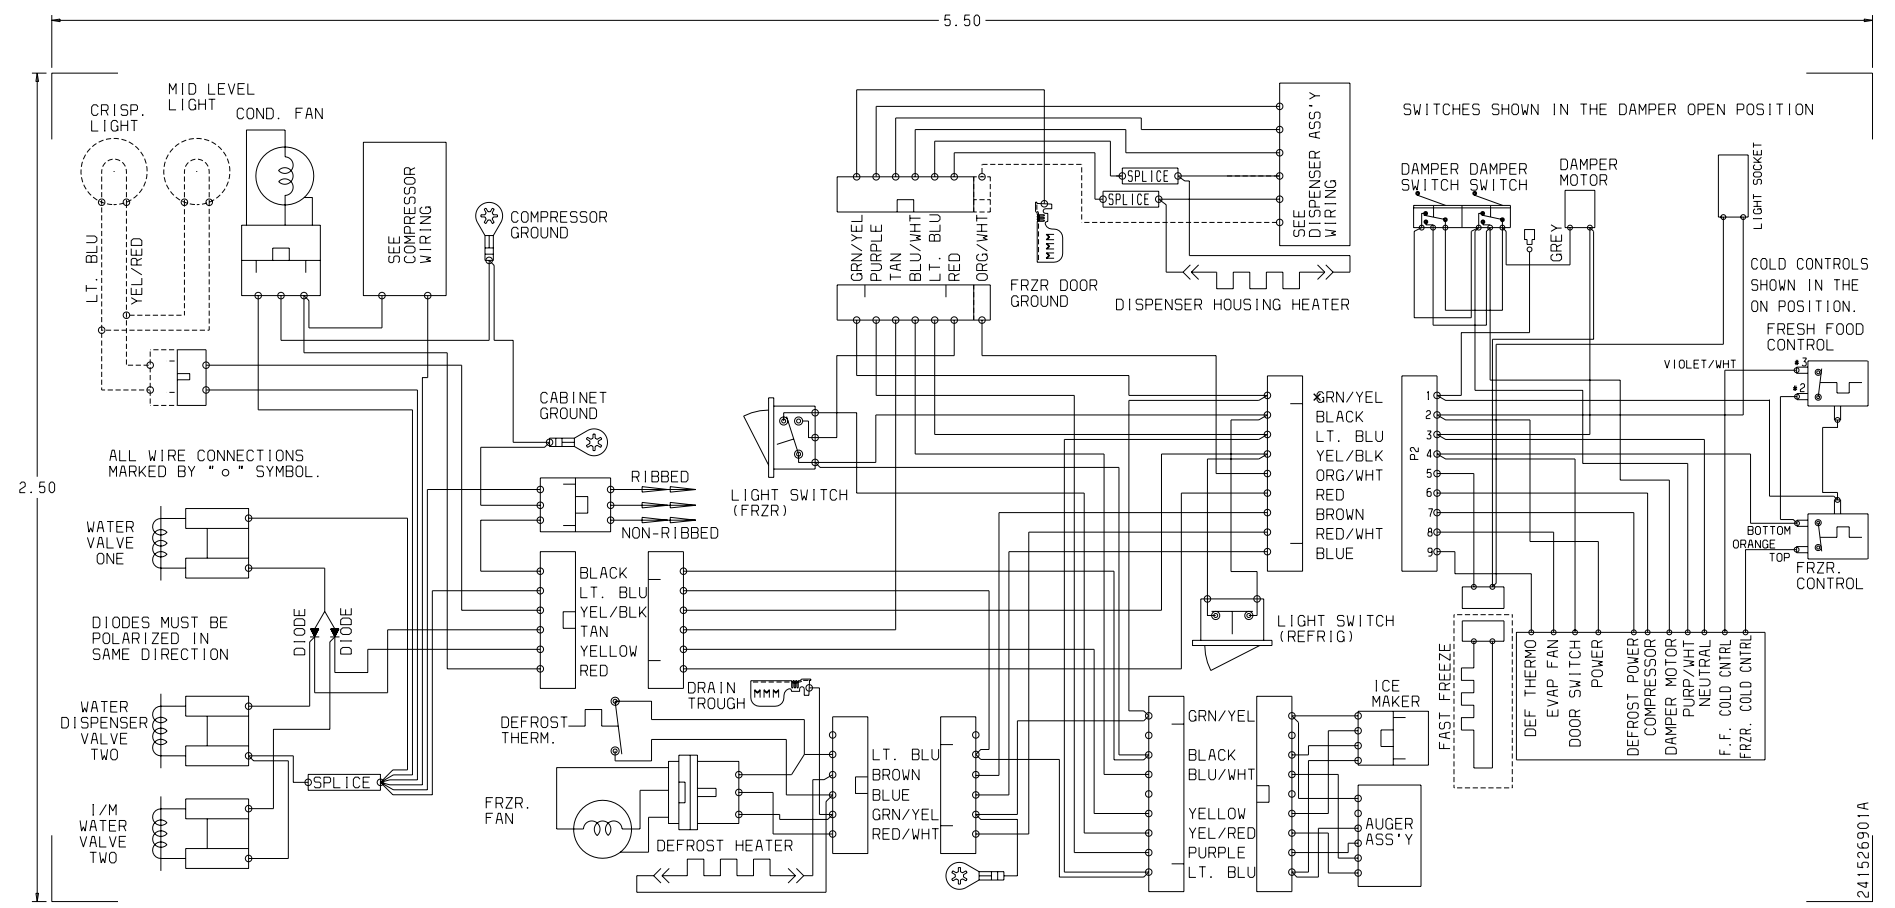 5.50
2.50
CRISP.
LIGHT
MID LEVEL
LIGHT
COND. FAN
LT. BLU
YEL/RED
SEE
COMPRESSOR
WIRING
COMPRESSOR
GROUND
CABINET
GROUND
ALL WIRE CONNECTIONS
MARKED BY "o" SYMBOL.
WATER
VALVE
ONE
DIODES MUST BE
POLARIZED IN
SAME DIRECTION
DIODE
DIODE
WATER
DISPENSER
VALVE
TWO
SPLICE
I/M
WATER
VALVE
TWO
RIBBED
NON-RIBBED
BLACK
LT. BLU
YEL/BLK
TAN
YELLOW
RED
DEFROST
THERM.
DRAIN
TROUGH
MMM
FRZR.
FAN
DEFROST HEATER
LT. BLU
BROWN
BLUE
GRN/YEL
RED/WHT
LIGHT SWITCH
(FRZR)
GRN/YEL
PURPLE
TAN
BLU/WHT
LT. BLU
RED
ORG/WHT
MMM
FRZR DOOR
GROUND
SPLICE
SPLICE
SEE
DISPENSER ASS'Y
WIRING
DISPENSER HOUSING HEATER
GRN/YEL
BLACK
LT. BLU
YEL/BLK
ORG/WHT
RED
BROWN
RED/WHT
BLUE
LIGHT SWITCH
(REFRIG)
GRN/YEL
BLACK
BLU/WHT
YELLOW
YEL/RED
PURPLE
LT. BLU
ICE
MAKER
AUGER
ASS'Y
SWITCHES SHOWN IN THE DAMPER OPEN POSITION
DAMPER
SWITCH
DAMPER
SWITCH
DAMPER
MOTOR
GREY
LIGHT SOCKET
COLD CONTROLS
SHOWN IN THE
ON POSITION.
FRESH FOOD
CONTROL
VIOLET/WHT
#3
#2
P2
1
2
3
4
5
6
7
8
9
BOTTOM
ORANGE
TOP
FRZR.
CONTROL
FAST FREEZE
DEF THERMO
EVAP FAN
DOOR SWITCH
POWER
DEFROST POWER
COMPRESSOR
DAMPER MOTOR
PURP/WHT
NEUTRAL
F.F. COLD CNTRL
FRZR. COLD CNTRL
241526901A